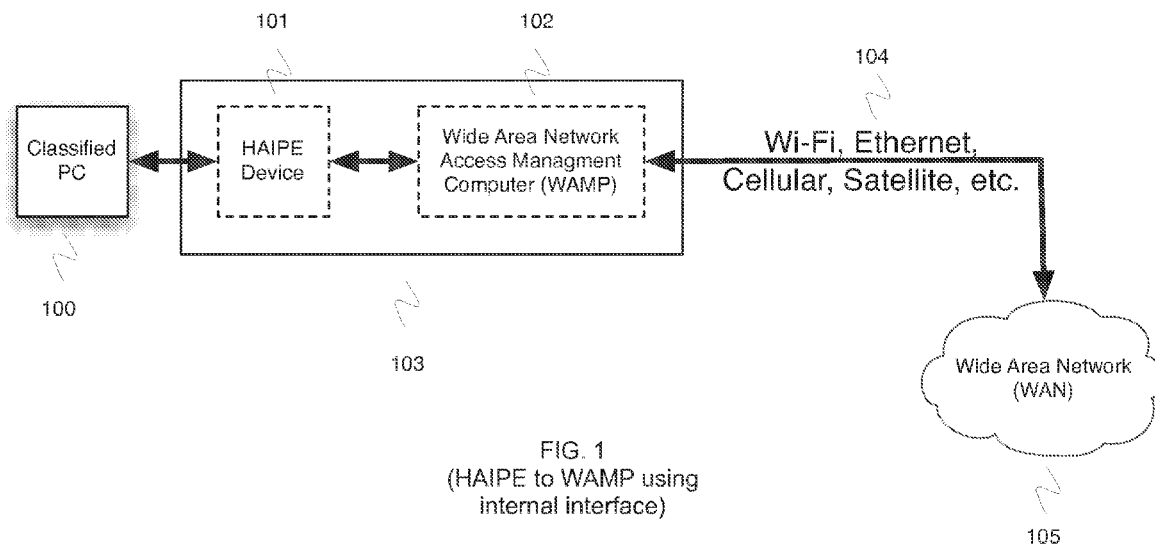 101
102
104
Classified
PC
HAIPE
Device
Wide Area Network
Access Managment
Computer (WAMP)
Wi-Fi, Ethernet,
Cellular, Satellite, etc.
100
103
Wide Area Network
(WAN)
FIG. 1
(HAIPE to WAMP using
internal interface)
105